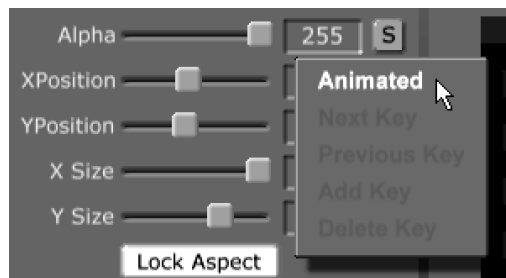 Alpha 255 S
XPosition
YPosition
X Size
Y Size
Lock Aspect
Animated
Next Key
Previous Key
Add Key
Delete Key